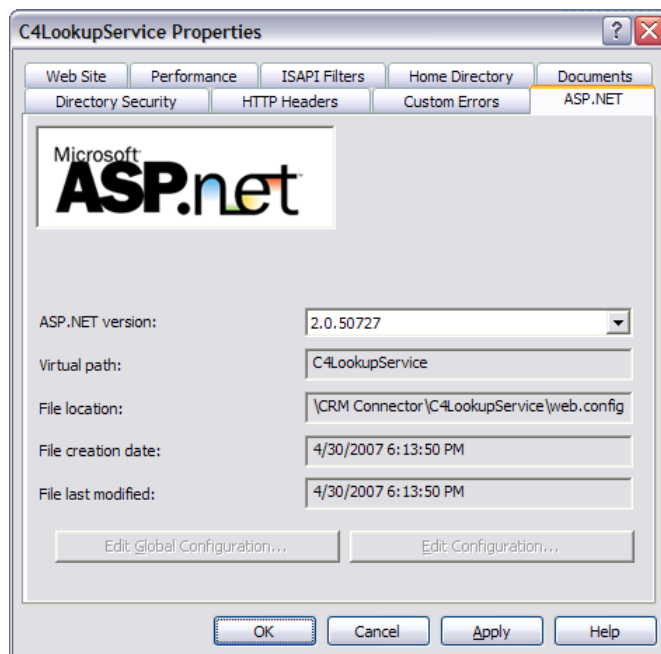 C4LookupService Properties
Web Site Performance ISAPI Filters Home Directory Documents
Directory Security HTTP Headers Custom Errors ASP.NET
Microsoft
ASP.net
ASP.NET version: 2.0.50727
Virtual path: C4LookupService
File location: \CRM Connector\C4LookupService\web.config
File creation date: 4/30/2007 6:13:50 PM
File last modified: 4/30/2007 6:13:50 PM
Edit Global Configuration... Edit Configuration...
OK Cancel Apply Help